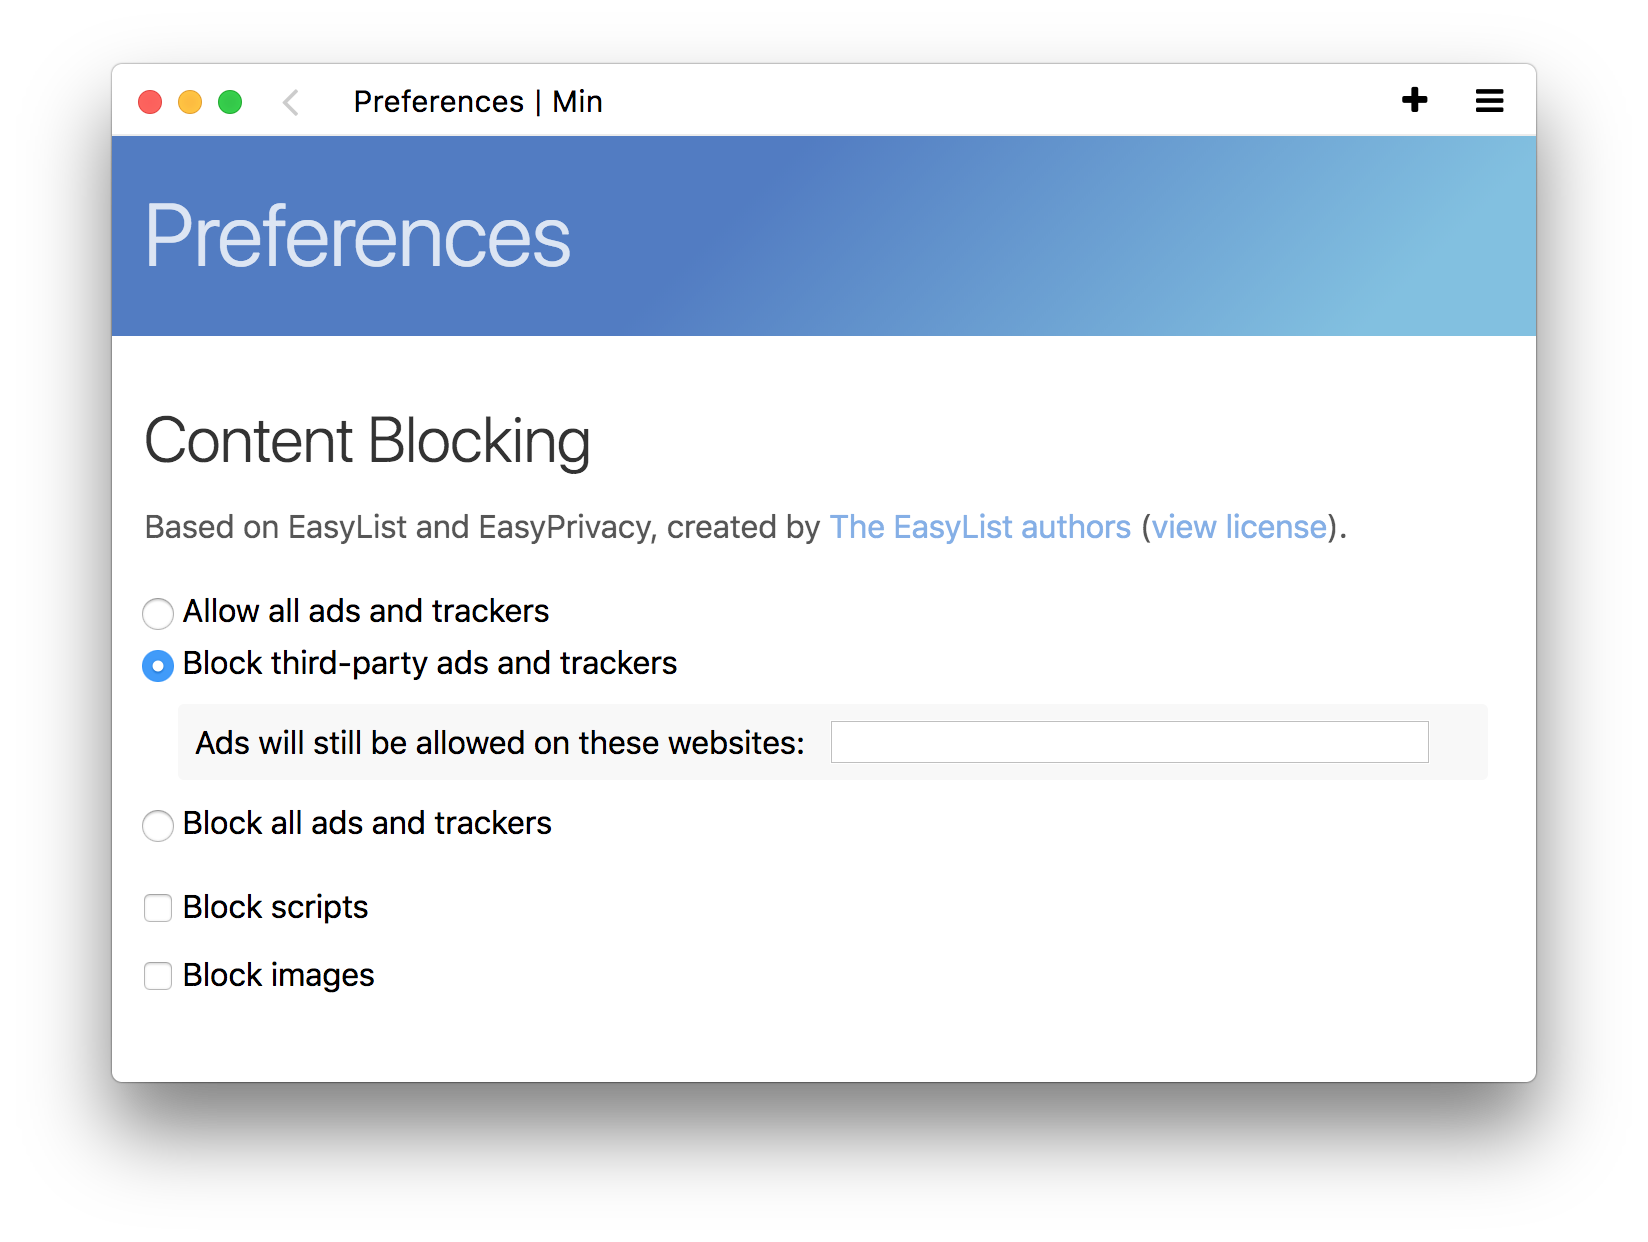 Preferences | Min
Preferences
Content Blocking
Based on EasyList and EasyPrivacy, created by The EasyList authors (view license).
Allow all ads and trackers
Block third-party ads and trackers
Ads will still be allowed on these websites:
Block all ads and trackers
Block scripts
Block images